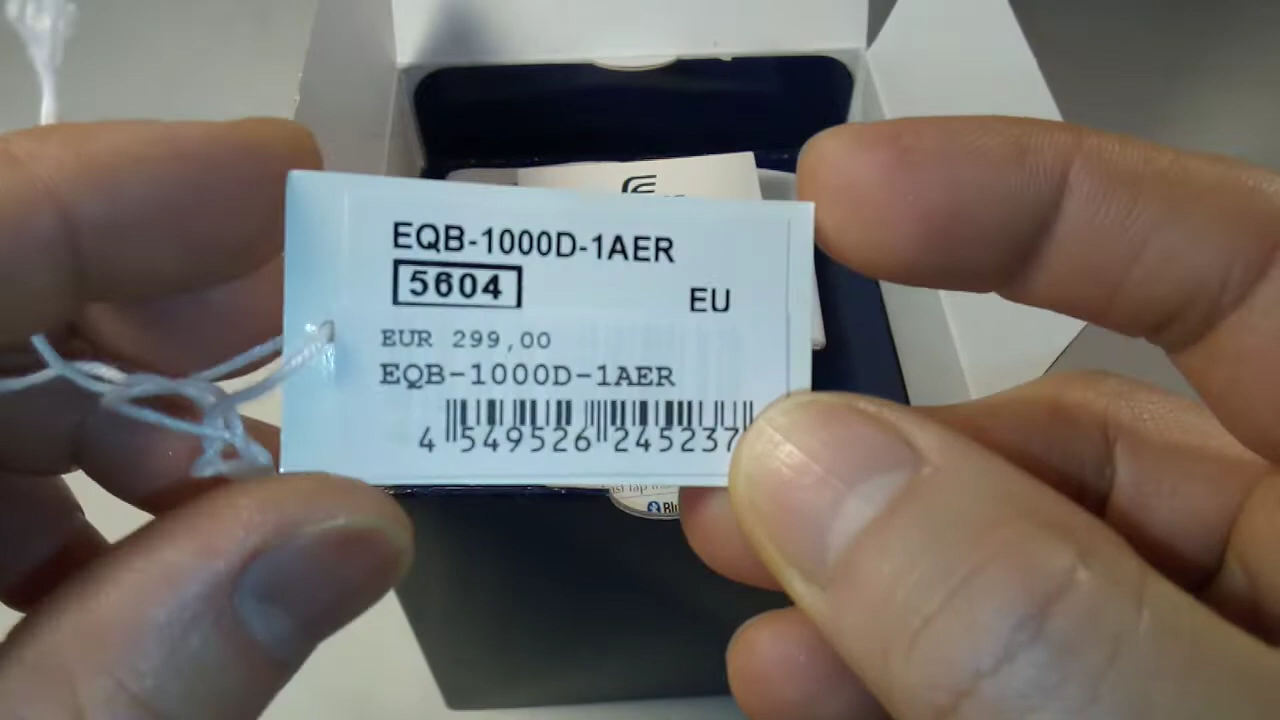 EQB-1000D-1AER
5604
EU
EUR 299,00
EQB-1000D-1AER
4 549526 245237